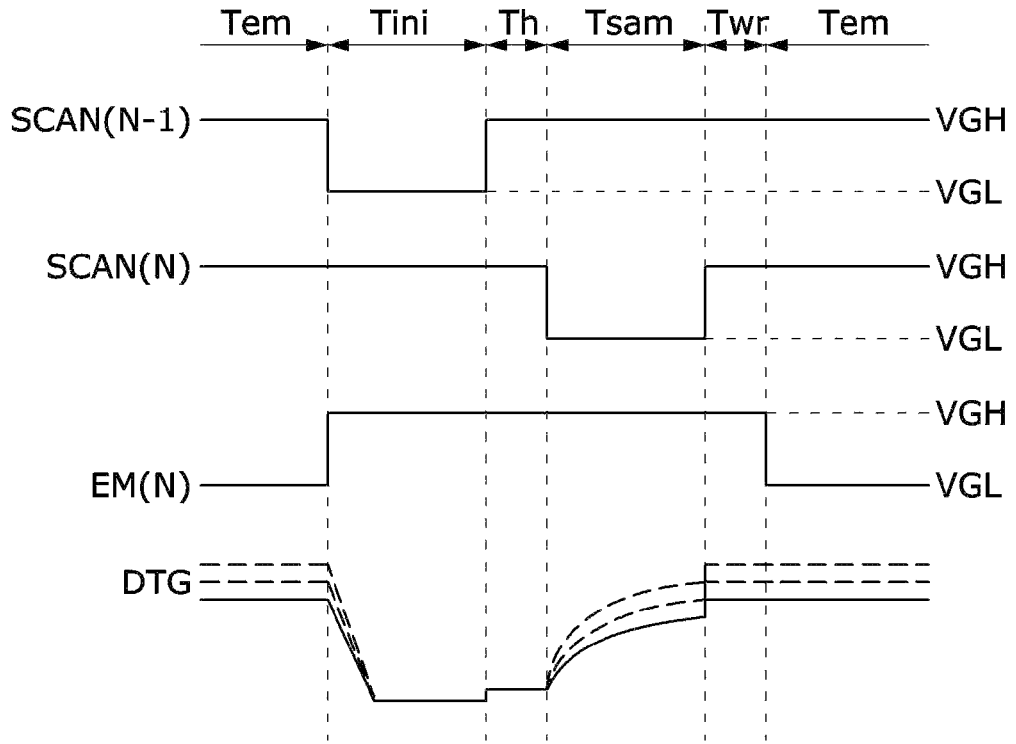 Tem Tini Th Tsam Twr Tem
SCAN(N-1) VGH
VGL
SCAN(N) VGH
VGL
VGH
EM(N) VGL
DTG